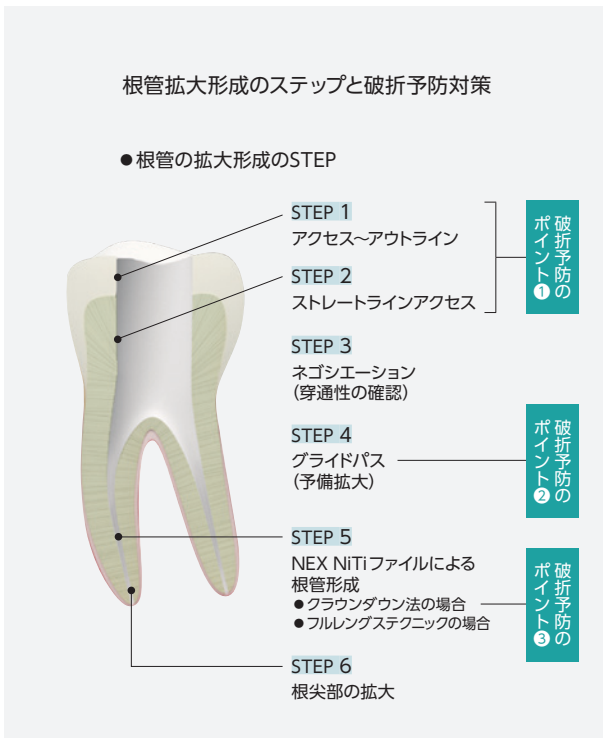 根管拡大形成のステップと破折予防対策
●根管の拡大形成のSTEP
STEP 1
アクセス〜アウトライン
STEP 2
ストレートラインアクセス
破折予防の
ポイント❶
STEP 3
ネゴシエーション
(穿通性の確認)
STEP 4
グライドパス
(予備拡大)
破折予防の
ポイント❷
STEP 5
NEX NiTiファイルによる
根管形成
●クラウンダウン法の場合
●フルレングステクニックの場合
破折予防の
ポイント❸
STEP 6
根尖部の拡大